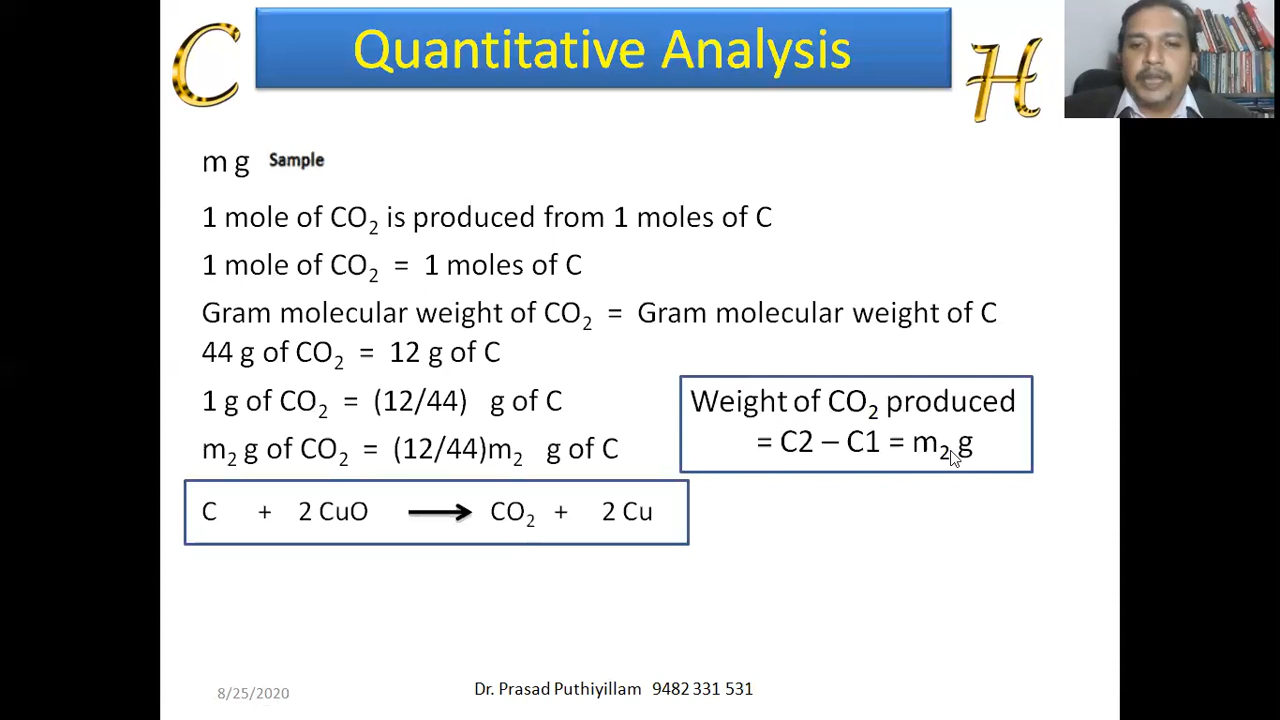 C Quantitative Analysis H
m g Sample
1 mole of CO₂ is produced from 1 moles of C
1 mole of CO₂ = 1 moles of C
Gram molecular weight of CO₂ = Gram molecular weight of C
44 g of CO₂ = 12 g of C
1 g of CO₂ = (12/44) g of C
m₂ g of CO₂ = (12/44)m₂ g of C
Weight of CO₂ produced
= C2 – C1 = m₂ g
C + 2 CuO ⟶ CO₂ + 2 Cu
8/25/2020
Dr. Prasad Puthiyillam 9482 331 531